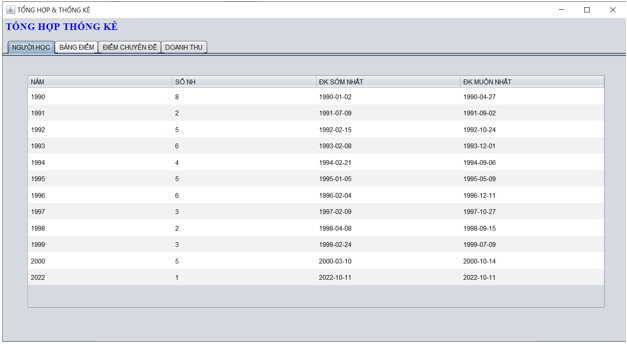 TỔNG HỢP & THỐNG KÊ
TỔNG HỢP THỐNG KÊ
NGƯỜI HỌC BẢNG ĐIỂM ĐIỂM CHUYÊN ĐỀ DOANH THU
NĂM SỐ NH ĐK SỚM NHẤT ĐK MUỘN NHẤT
1990 8 1990-01-02 1990-04-27
1991 2 1991-07-09 1991-09-02
1992 5 1992-02-15 1992-10-24
1993 6 1993-02-08 1993-12-01
1994 4 1994-02-21 1994-09-06
1995 5 1995-01-05 1995-05-09
1996 6 1996-02-04 1996-12-11
1997 3 1997-02-09 1997-10-27
1998 2 1998-04-08 1998-09-15
1999 3 1999-02-24 1999-07-09
2000 5 2000-03-10 2000-10-14
2022 1 2022-10-11 2022-10-11